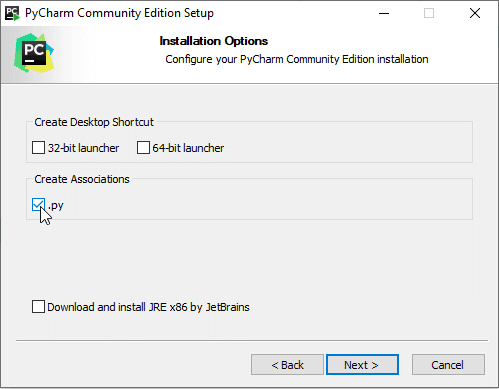 PC PyCharm Community Edition Setup
PC
Installation Options
Configure your PyCharm Community Edition installation
Create Desktop Shortcut
32-bit launcher 64-bit launcher
Create Associations
.py
Download and install JRE x86 by JetBrains
< Back Next > Cancel